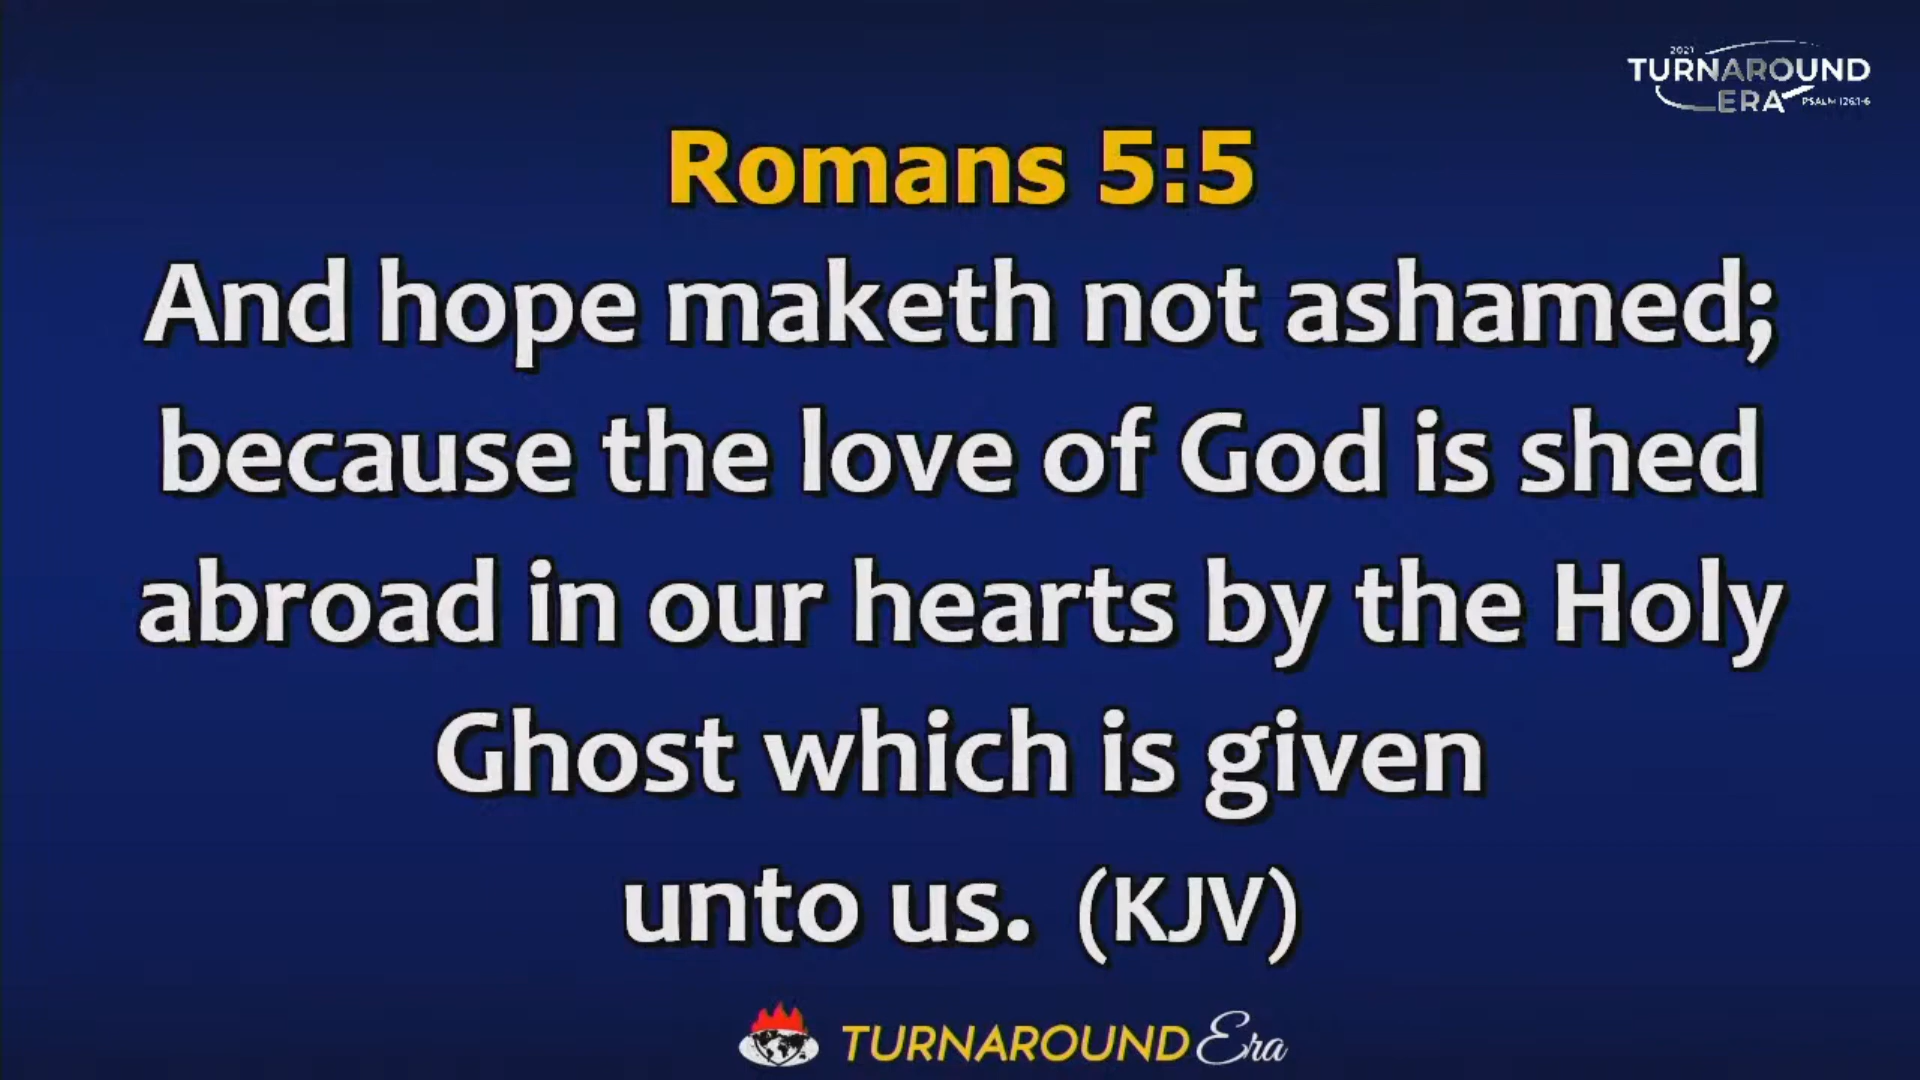 2021
TURNAROUND
ERA PSALM 126:1-6
Romans 5:5
And hope maketh not ashamed;
because the love of God is shed
abroad in our hearts by the Holy
Ghost which is given
unto us. (KJV)
TURNAROUND Era